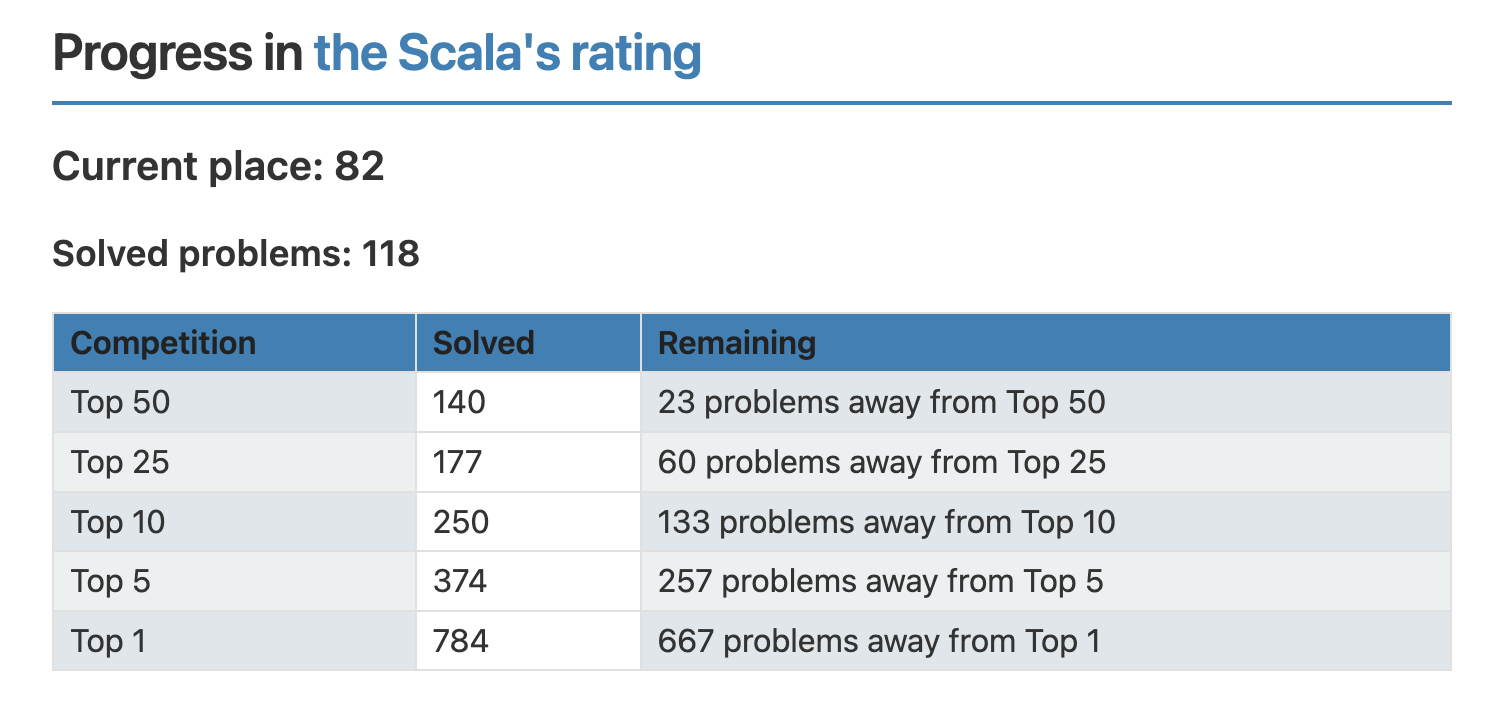 Progress in the Scala's rating
Current place: 82
Solved problems: 118
Competition Solved Remaining
Top 50 140 23 problems away from Top 50
Top 25 177 60 problems away from Top 25
Top 10 250 133 problems away from Top 10
Top 5 374 257 problems away from Top 5
Top 1 784 667 problems away from Top 1